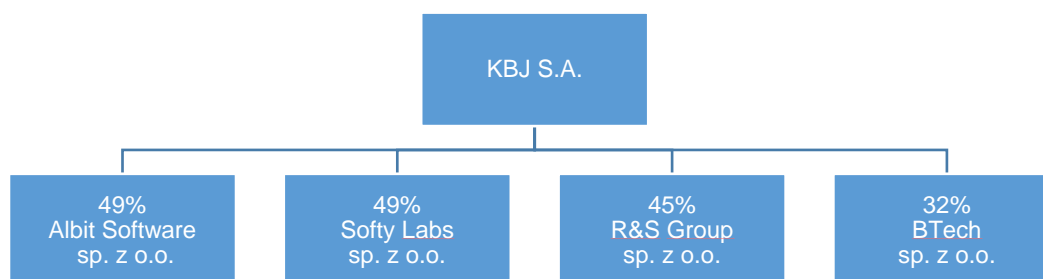 KBJ S.A.
49%
Albit Software
sp. z o.o.
49%
Softy Labs
sp. z o.o.
45%
R&S Group
sp. z o.o.
32%
BTech
sp. z o.o.